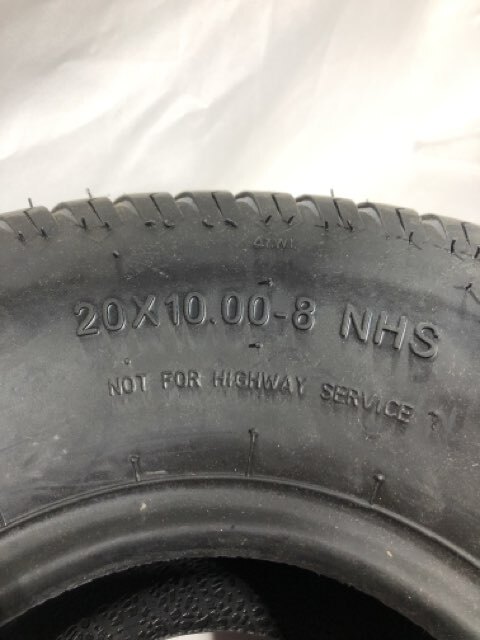 20X10.00-8 NHS
NOT FOR HIGHWAY SERVICE